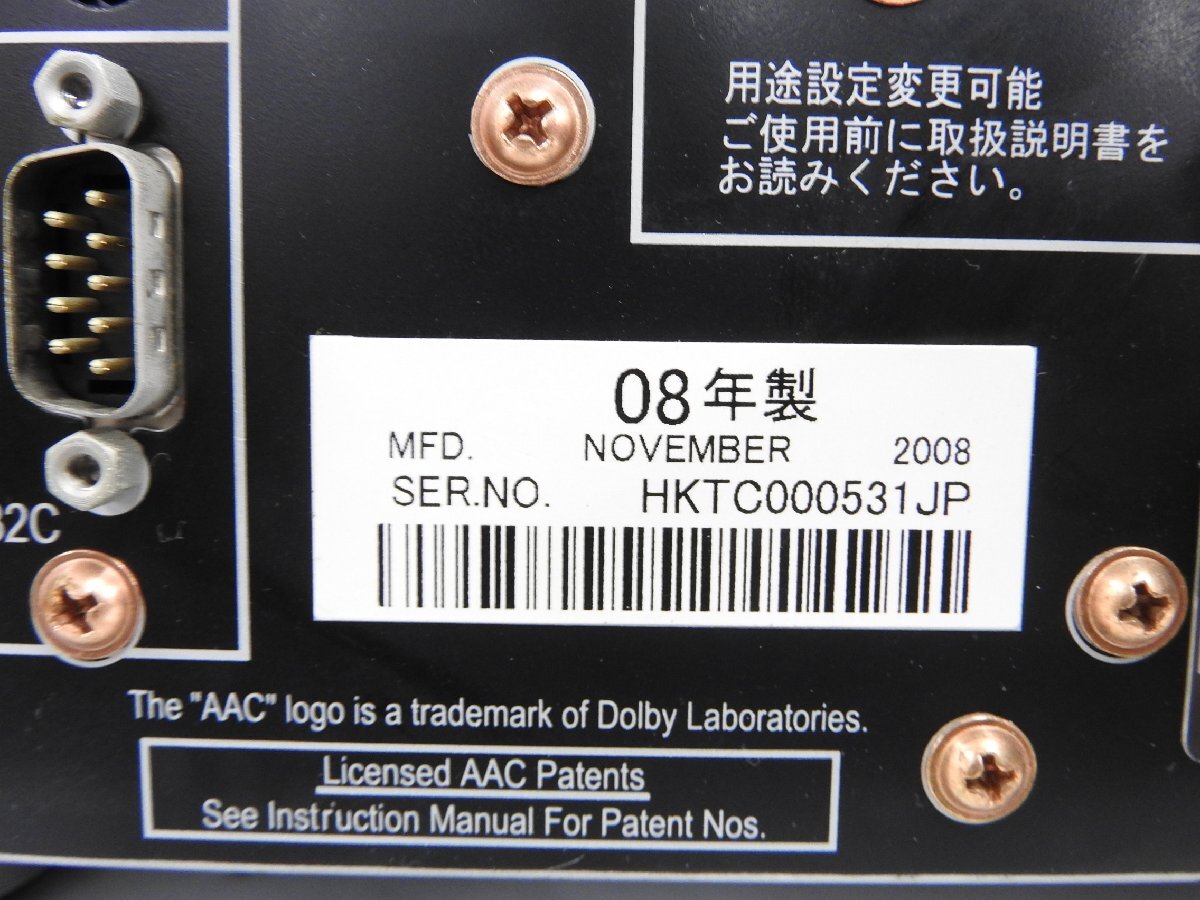 用途設定変更可能
ご使用前に取扱説明書を
お読みください。
08年製
MFD. NOVEMBER 2008
SER.NO. HKTC000531JP
32C
The "AAC" logo is a trademark of Dolby Laboratories.
Licensed AAC Patents
See Instruction Manual For Patent Nos.